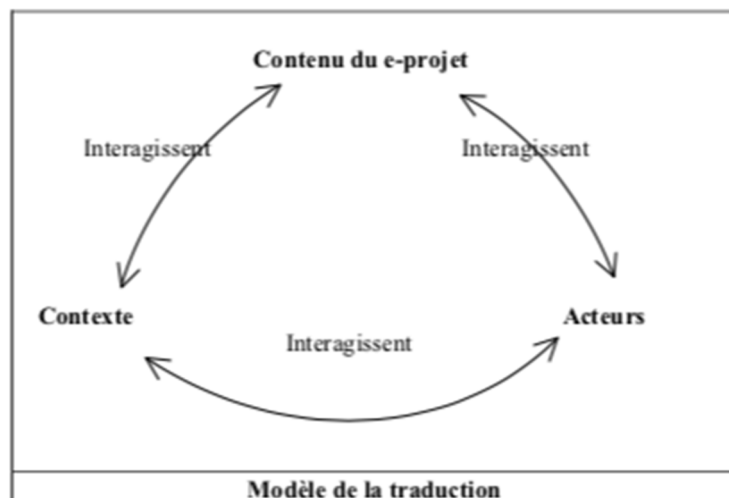 Contenu du e-projet
Interagissent
Interagissent
Contexte
Acteurs
Interagissent
Modèle de la traduction